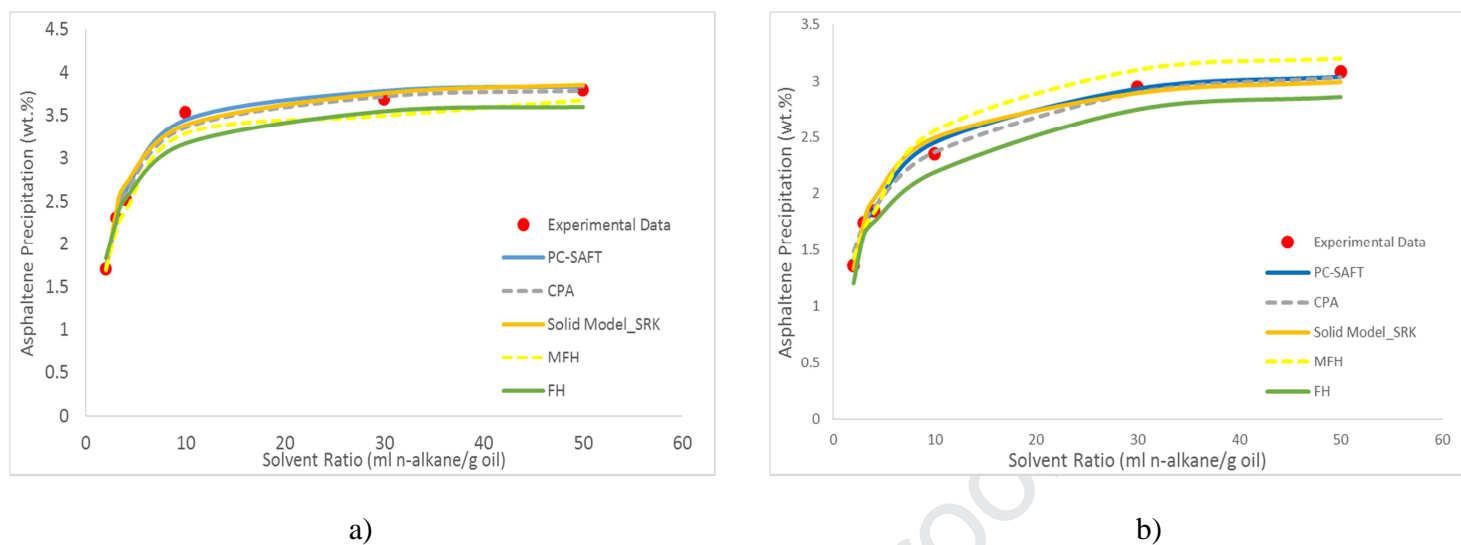 4.5
4
3.5
3
2.5
2
1.5
1
0.5
0
Asphaltene Precipitation (wt.%)
Experimental Data
PC-SAFT
CPA
Solid Model_SRK
MFH
FH
0 10 20 30 40 50 60
Solvent Ratio (ml n-alkane/g oil)
a)
3.5
3
2.5
2
1.5
1
0.5
0
Asphaltene Precipitation (wt.%)
Experimental Data
PC-SAFT
CPA
Solid Model_SRK
MFH
FH
0 10 20 30 40 50 60
Solvent Ratio (ml n-alkane/g oil)
b)